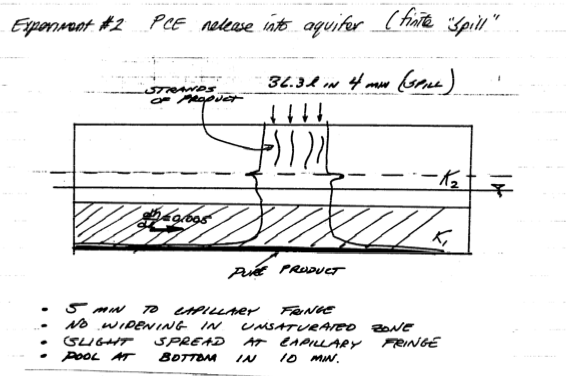 Experiment #2 PCE release into aquifer (finite "spill"
36.3 l IN 4 MIN (SPILL)
STRANDS
OF PRODUCT
K2
dh/dl = 0.005
K1
PURE PRODUCT
• 5 MIN TO CAPILLARY FRINGE
• NO WIDENING IN UNSATURATED ZONE
• (SLIGHT SPREAD AT CAPILLARY FRINGE
• POOL AT BOTTOM IN 10 MIN.